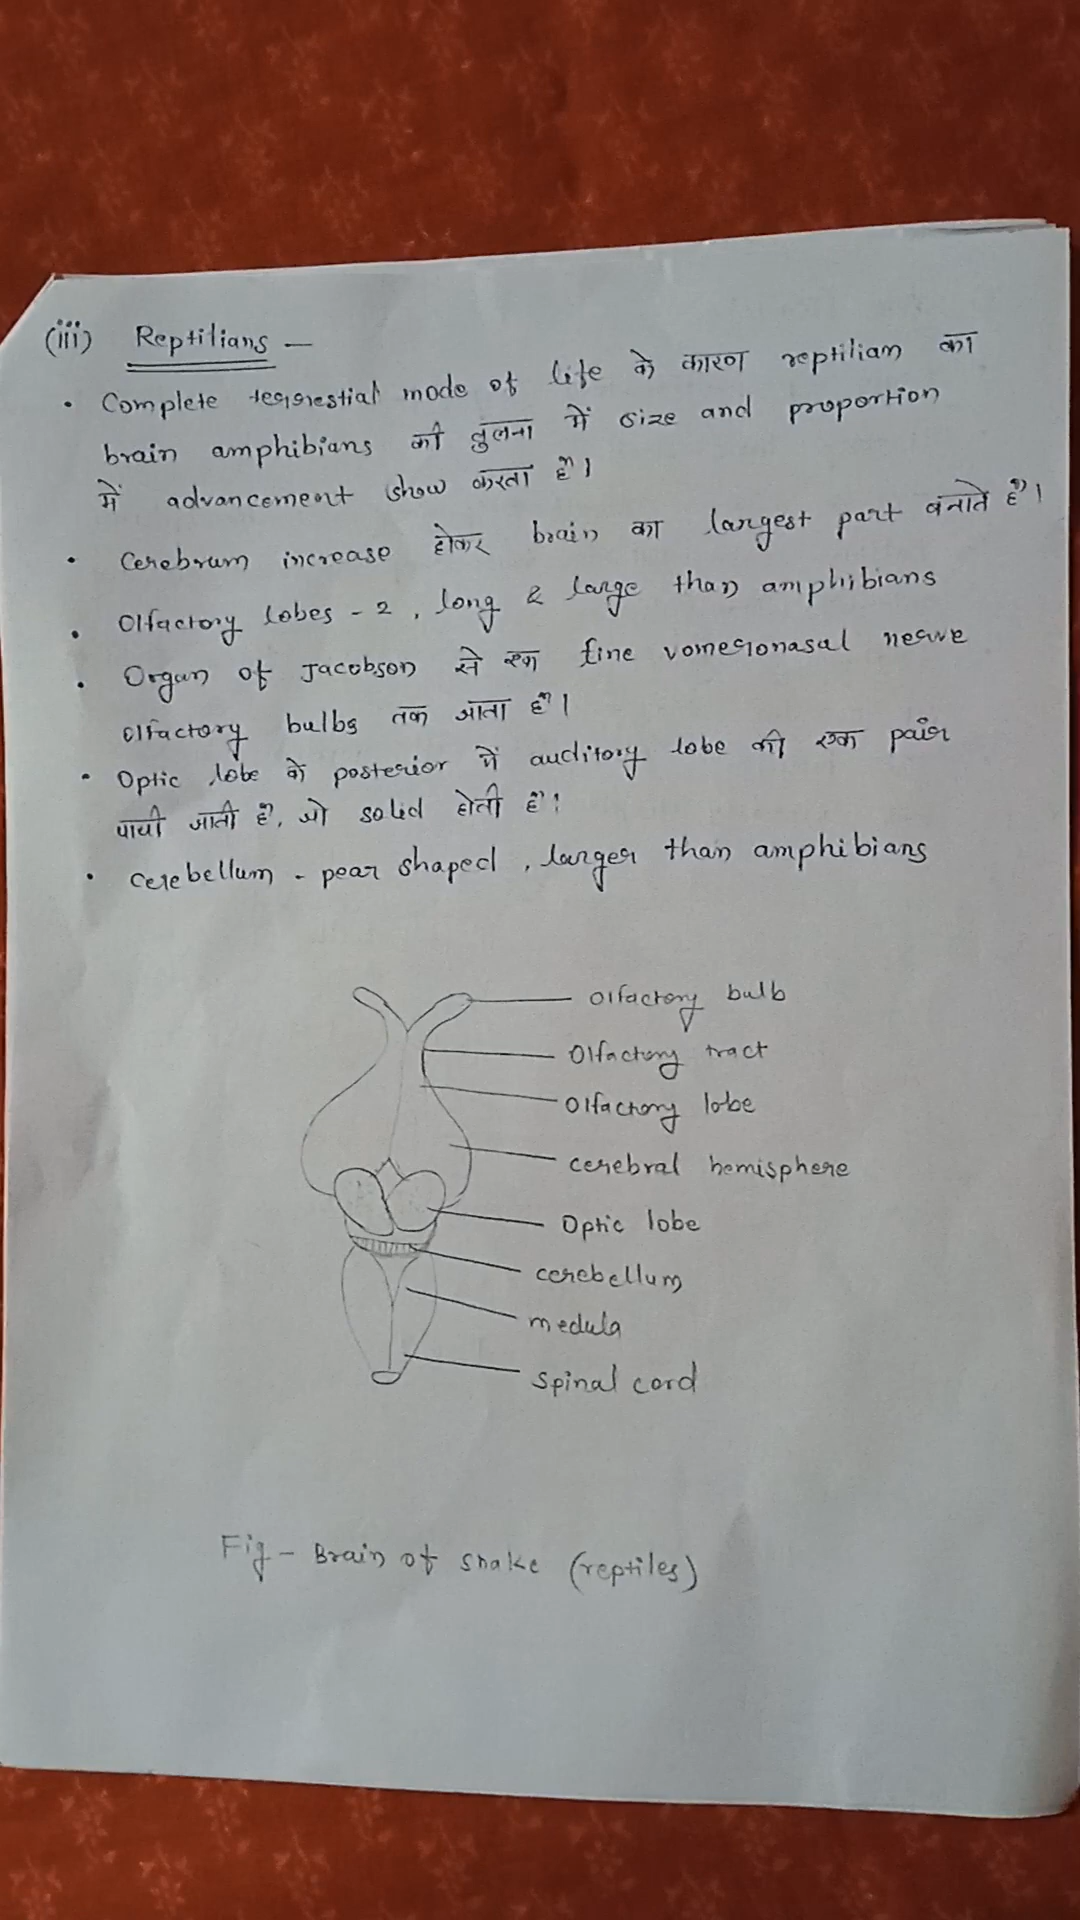 (iii) Reptilians —
• Complete terrestial mode of life के कारण reptilian का
brain amphibians की तुलना में size and proportion
में advancement show करता है।
• Cerebrum increase होकर brain का largest part बनाते है।
• Olfactory lobes - 2, long & large than amphibians
• Organ of Jacobson से एक fine vomeronasal nerve
olfactory bulbs तक आता है।
• Optic lobe के posterior में auditory lobe की एक pair
पायी जाती है, जो solid होती है।
• cerebellum - pear shaped, larger than amphibians
Olfactory bulb
Olfactory tract
Olfactory lobe
cerebral hemisphere
Optic lobe
cerebellum
medula
Spinal cord
Fig - Brain of snake (reptiles)